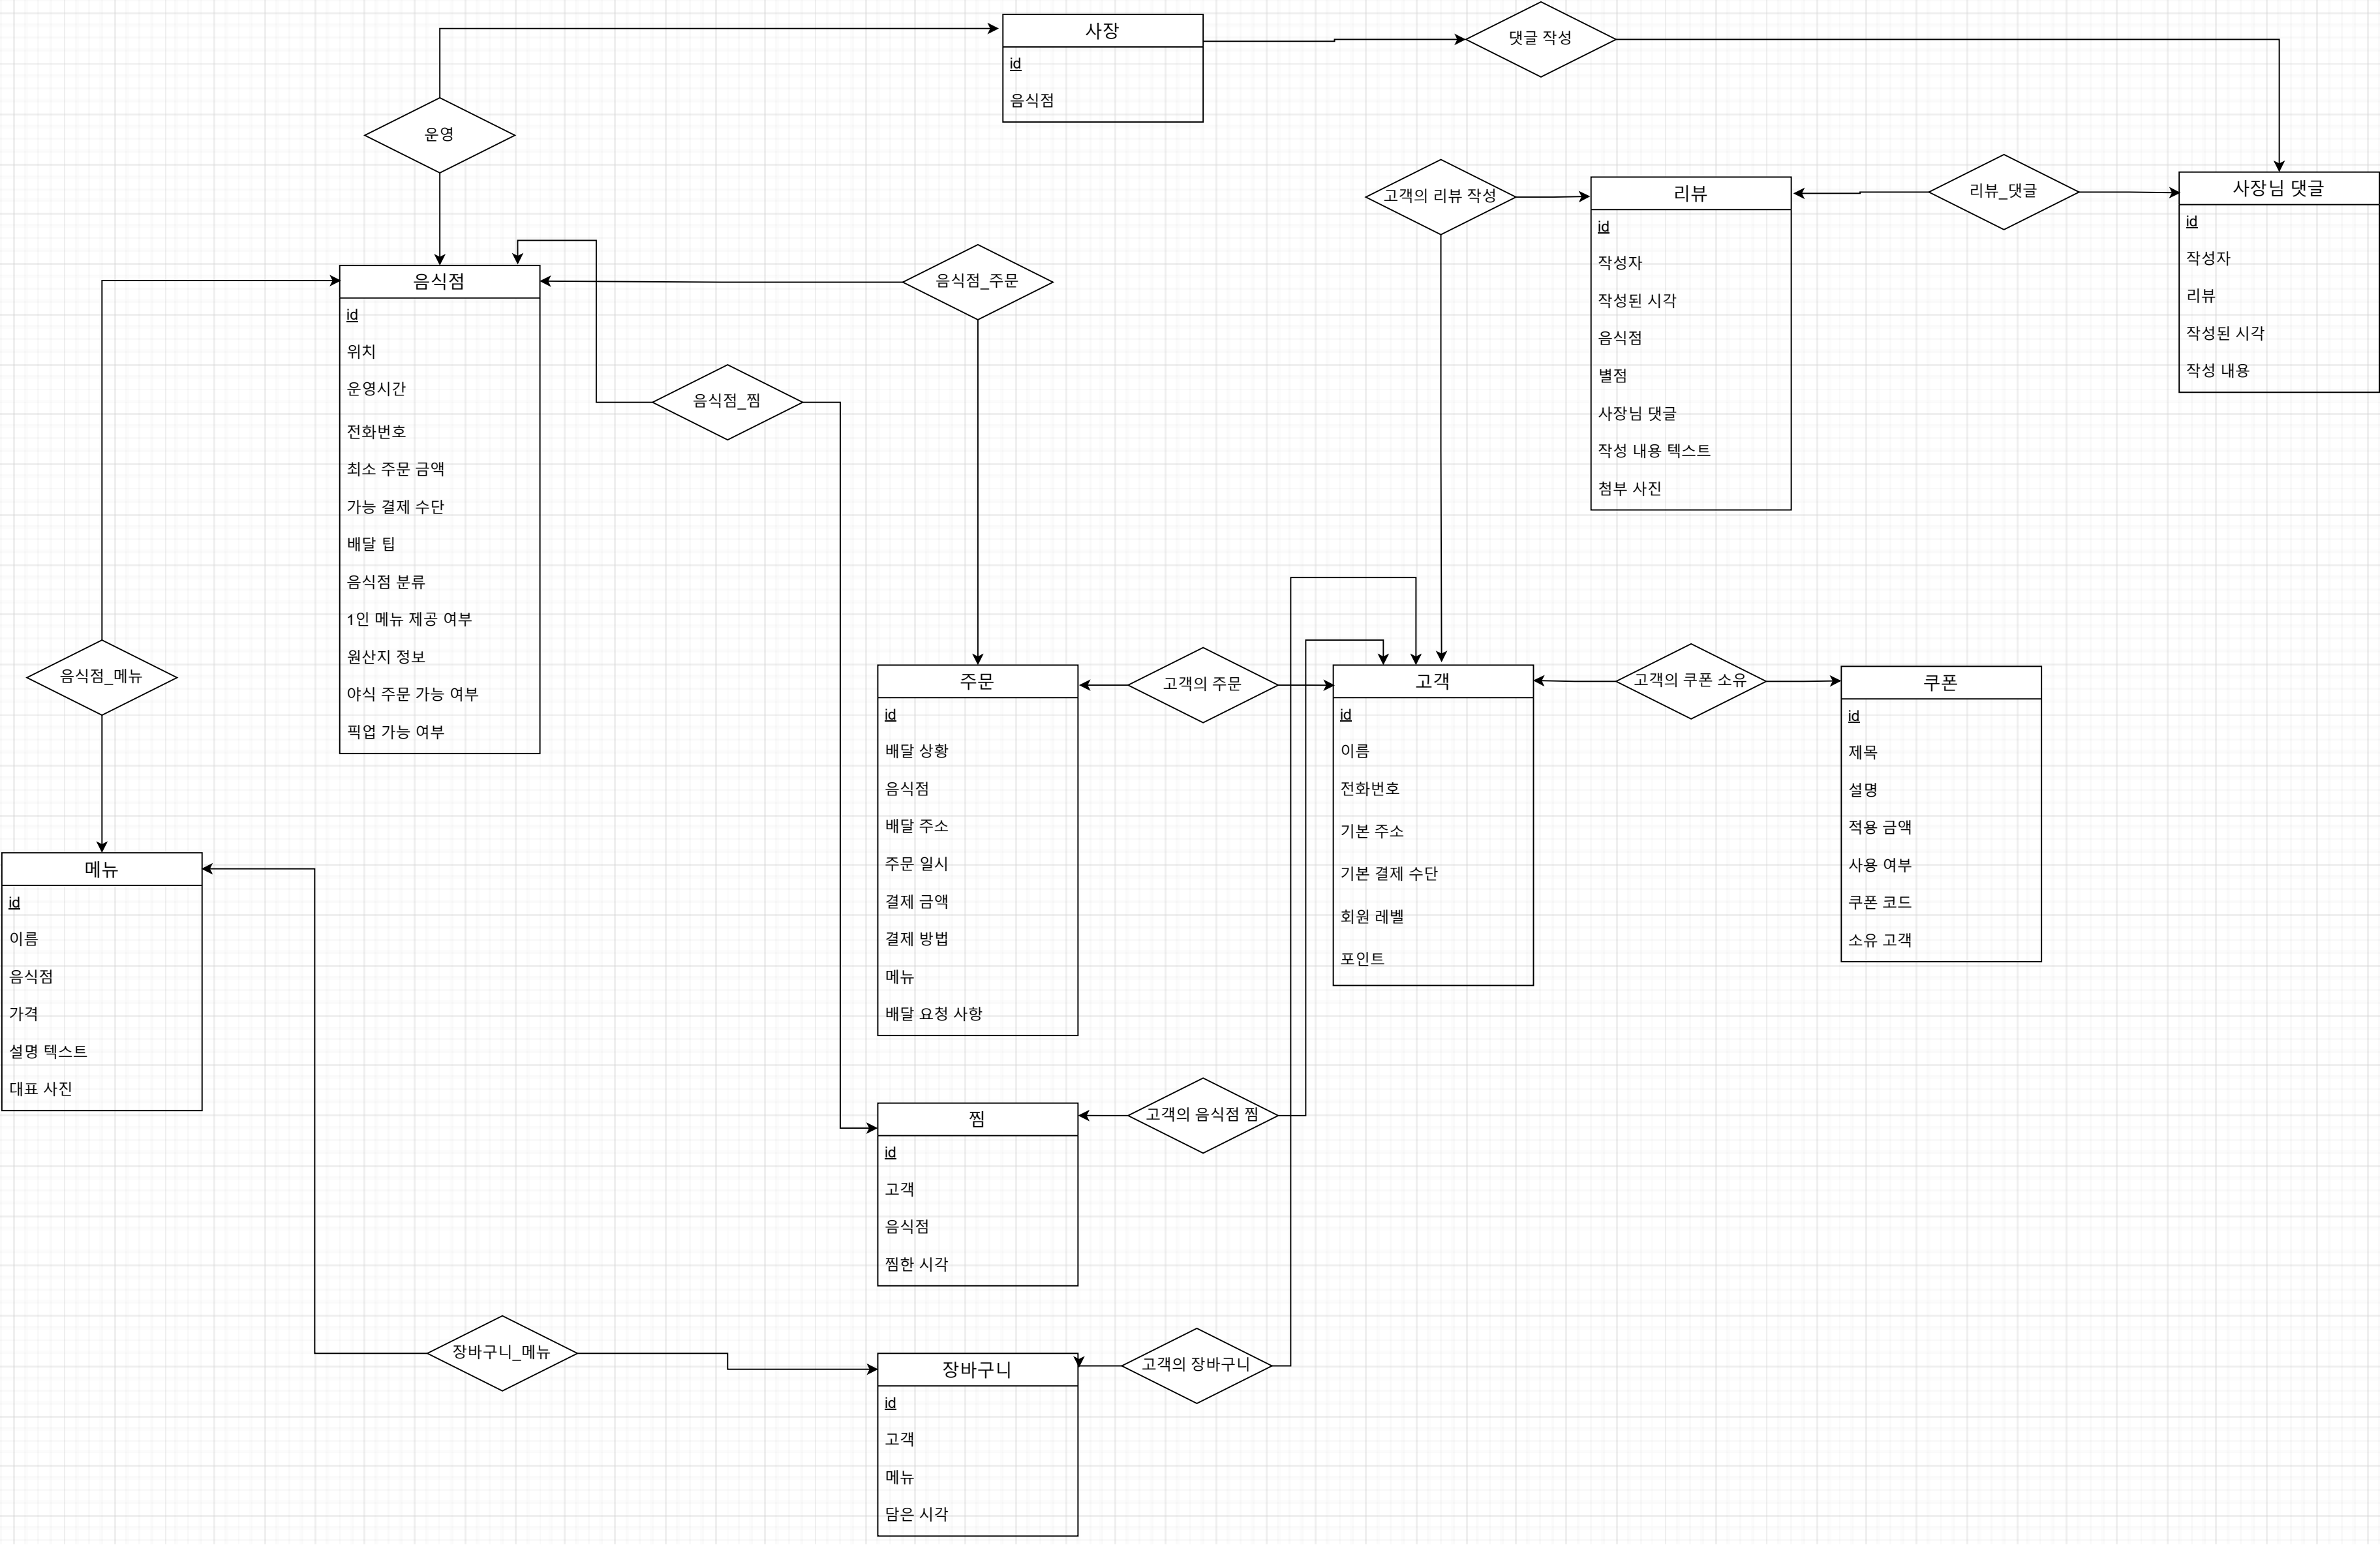 사장
id
음식점
댓글 작성
운영
고객의 리뷰 작성
리뷰
id
작성자
작성된 시각
음식점
별점
사장님 댓글
작성 내용 텍스트
첨부 사진
리뷰_댓글
사장님 댓글
id
작성자
리뷰
작성된 시각
작성 내용
음식점
id
위치
운영시간
전화번호
최소 주문 금액
가능 결제 수단
배달 팁
음식점 분류
1인 메뉴 제공 여부
원산지 정보
야식 주문 가능 여부
픽업 가능 여부
음식점_주문
음식점_찜
음식점_메뉴
주문
id
배달 상황
음식점
배달 주소
주문 일시
결제 금액
결제 방법
메뉴
배달 요청 사항
고객의 주문
고객
id
이름
전화번호
기본 주소
기본 결제 수단
회원 레벨
포인트
고객의 쿠폰 소유
쿠폰
id
제목
설명
적용 금액
사용 여부
쿠폰 코드
소유 고객
메뉴
id
이름
음식점
가격
설명 텍스트
대표 사진
찜
id
고객
음식점
찜한 시각
고객의 음식점 찜
장바구니_메뉴
장바구니
id
고객
메뉴
담은 시각
고객의 장바구니